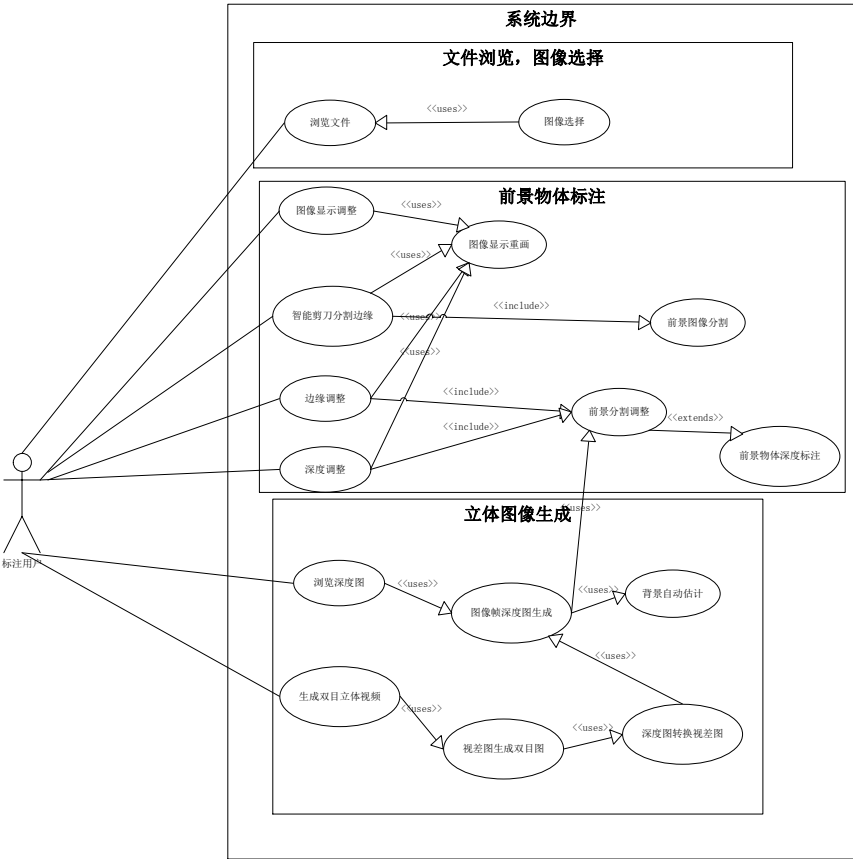 系统边界
文件浏览，图像选择
<<uses>>
浏览文件
图像选择
前景物体标注
<<uses>>
图像显示调整
图像显示重画
<<uses>>
<<include>>
智能剪刀分割边缘
<<uses>>
前景图像分割
<<uses>>
<<include>>
边缘调整
前景分割调整
<<extends>>
<<include>>
深度调整
前景物体深度标注
<<uses>>
立体图像生成
标注用户
浏览深度图
<<uses>>
<<uses>>
背景自动估计
图像帧深度图生成
<<uses>>
生成双目立体视频
<<uses>>
<<uses>>
深度图转换视差图
视差图生成双目图